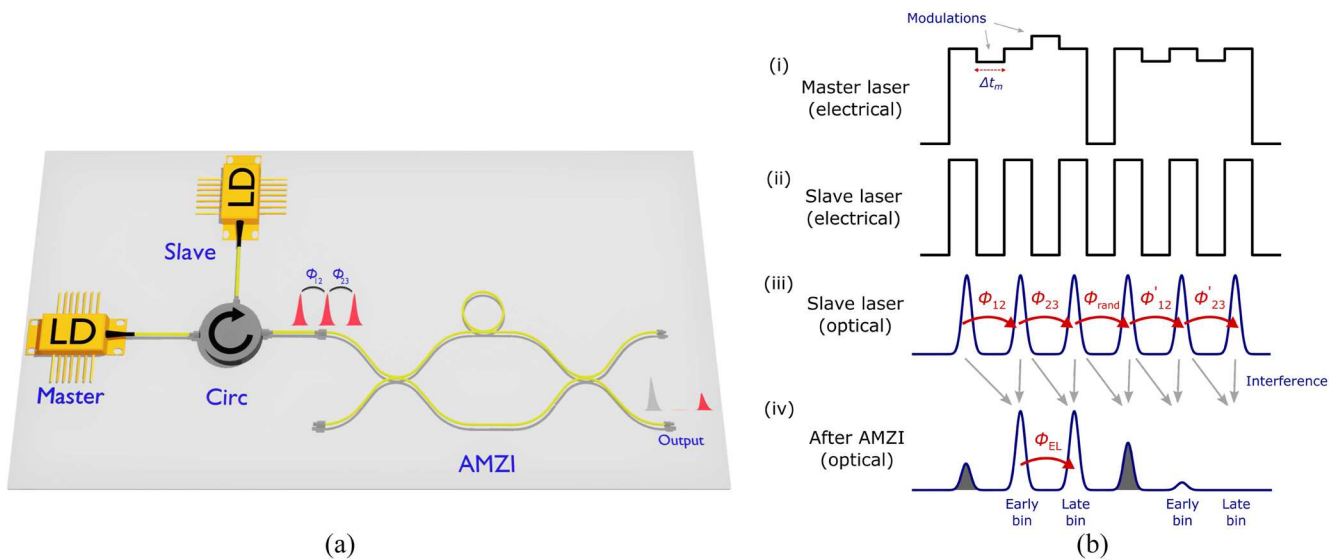 LD
Slave
ϕ12
ϕ23
LD
Master
Circ
AMZI
Output
(a)
Modulations
(i)
Master laser
(electrical)
Δtm
(ii)
Slave laser
(electrical)
(iii)
Slave laser
(optical)
ϕ12
ϕ23
ϕrand
ϕ'12
ϕ'23
Interference
(iv)
After AMZI
(optical)
ϕEL
Early
bin
Late
bin
Early
bin
Late
bin
(b)